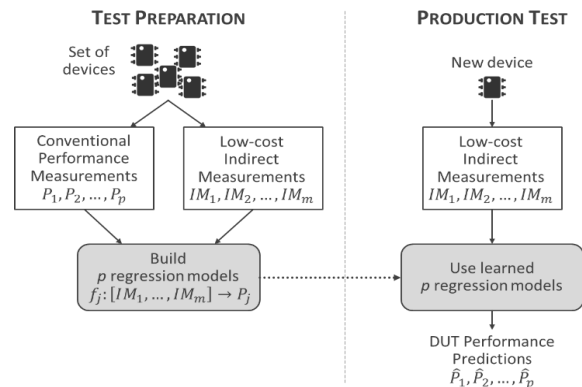 TEST PREPARATION
Set of
devices
Conventional
Performance
Measurements
P₁, P₂, ..., Pₚ
Low-cost
Indirect
Measurements
IM₁, IM₂, ..., IMₘ
Build
p regression models
fⱼ: [IM₁, ..., IMₘ] → Pⱼ
PRODUCTION TEST
New device
Low-cost
Indirect
Measurements
IM₁, IM₂, ..., IMₘ
Use learned
p regression models
DUT Performance
Predictions
P̂₁, P̂₂, ..., P̂ₚ